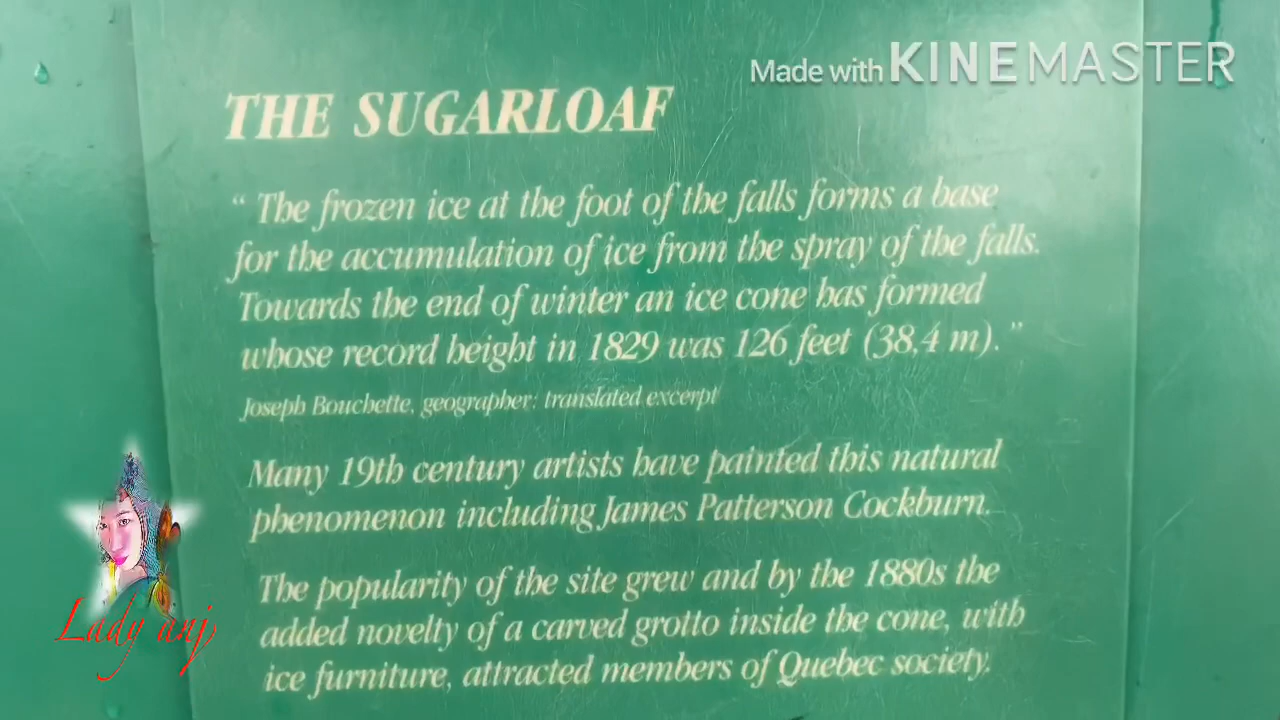 Made with KINEMASTER
THE SUGARLOAF
“ The frozen ice at the foot of the falls forms a base
for the accumulation of ice from the spray of the falls.
Towards the end of winter an ice cone has formed
whose record height in 1829 was 126 feet (38,4 m).”
Joseph Bouchette, geographer: translated excerpt
Many 19th century artists have painted this natural
phenomenon including James Patterson Cockburn.
The popularity of the site grew and by the 1880s the
added novelty of a carved grotto inside the cone, with
ice furniture, attracted members of Quebec society.
Lady anj